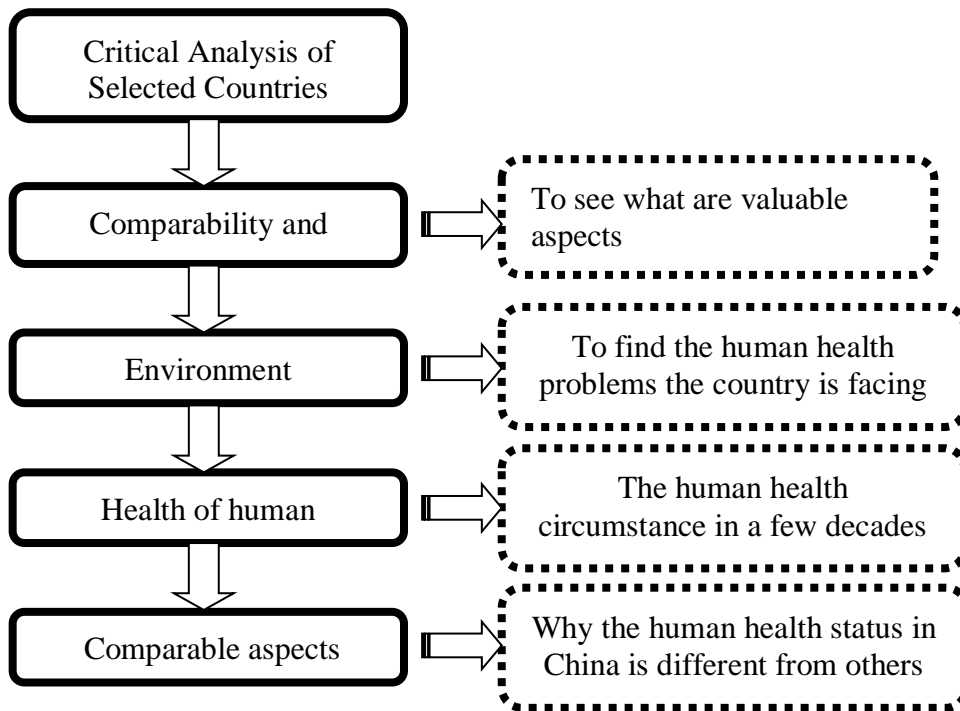 Critical Analysis of
Selected Countries
Comparability and
To see what are valuable
aspects
Environment
To find the human health
problems the country is facing
Health of human
The human health
circumstance in a few decades
Comparable aspects
Why the human health status in
China is different from others